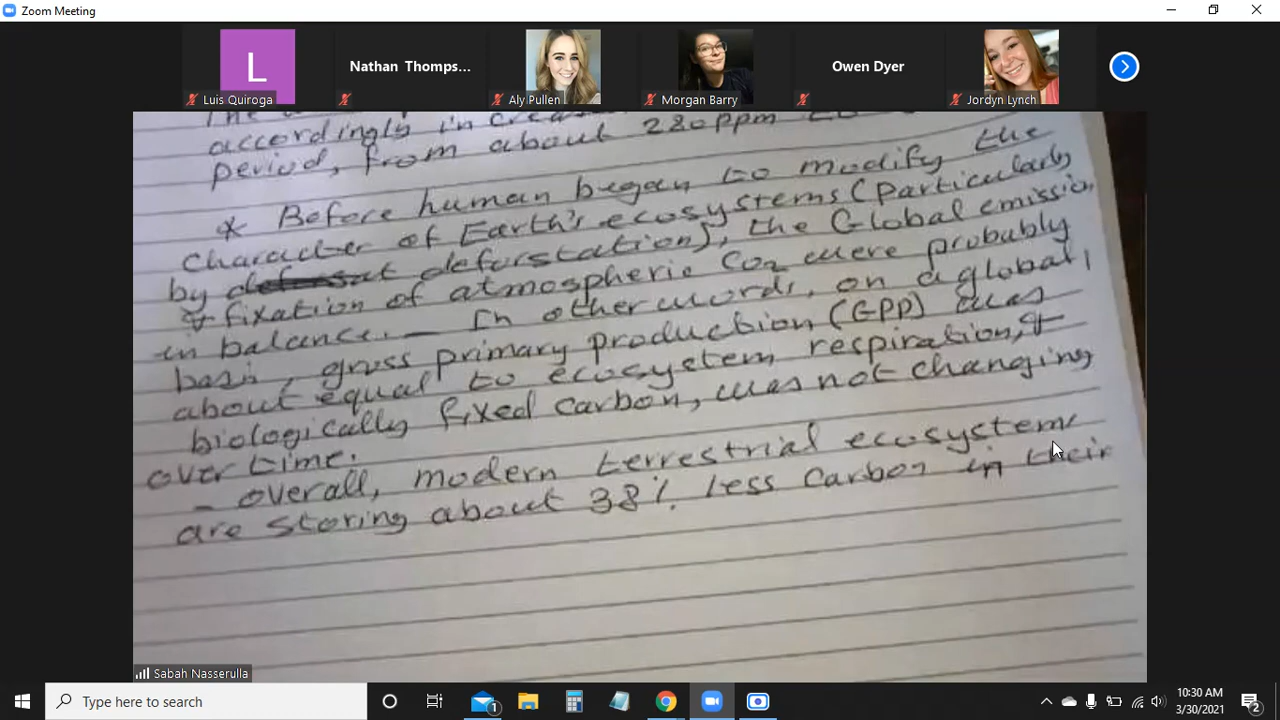 Zoom Meeting
L
Luis Quiroga
Nathan Thomps...
Aly Pullen
Morgan Barry
Owen Dyer
Jordyn Lynch
accordingly in
period, from about 280ppm
* Before human began to modify the
character of Earth's ecosystems (particularly
by deforstation), the Global emission
& fixation of atmospheric CO2 were probably
in balance. — In other words, on a global
basis, gross primary production (GPP) was
about equal to ecosystem respiration, &
biologically fixed carbon, was not changing
over time.
- overall, modern terrestrial ecosystems
are storing about 38% less carbon in their
Sabah Nasserulla
Type here to search
1
10:30 AM
3/30/2021
2